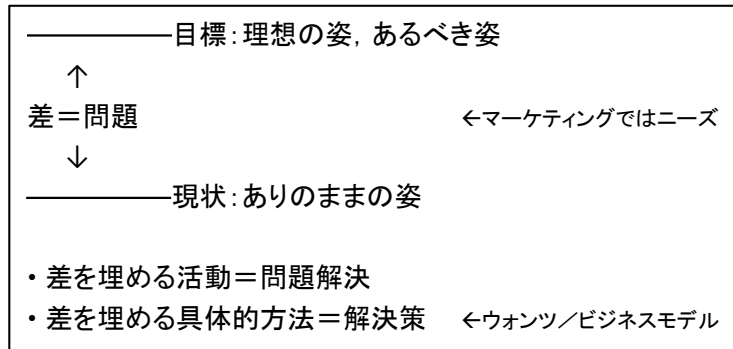 ――――――目標:理想の姿, あるべき姿
↑
差=問題 ←マーケティングではニーズ
↓
――――――現状:ありのままの姿
・差を埋める活動=問題解決
・差を埋める具体的方法=解決策 ←ウォンツ/ビジネスモデル